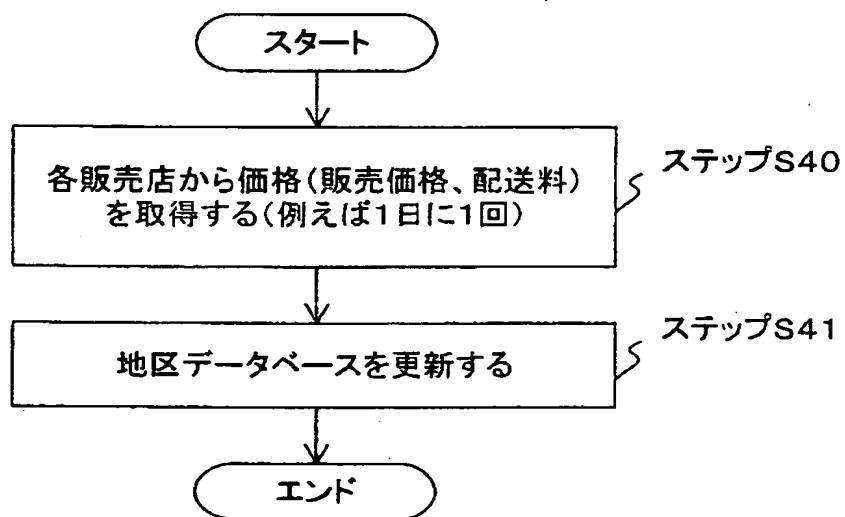 スタート
各販売店から価格(販売価格、配送料)
を取得する(例えば1日に1回)
ステップS40
地区データベースを更新する
ステップS41
エンド